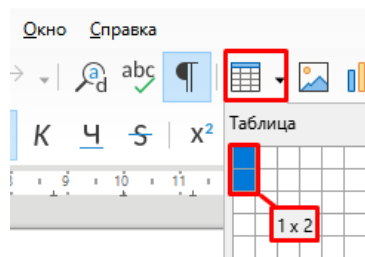 Окно Справка
a abc ¶
К Ч S x²
Таблица
9 10 11
1 x 2